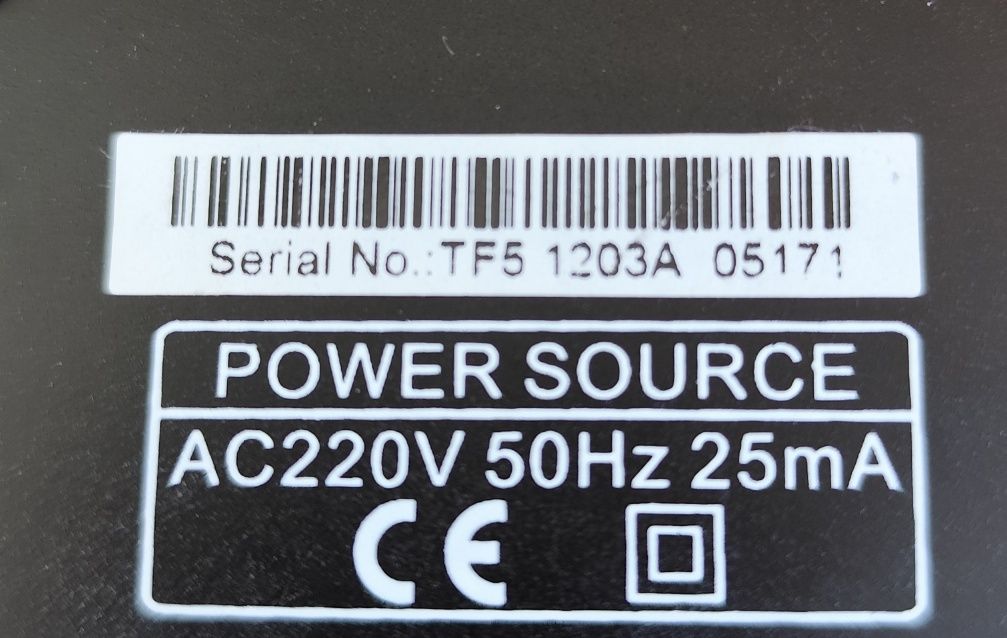 Serial No.:TF5 1203A 05171
POWER SOURCE
AC220V 50Hz 25mA
CE